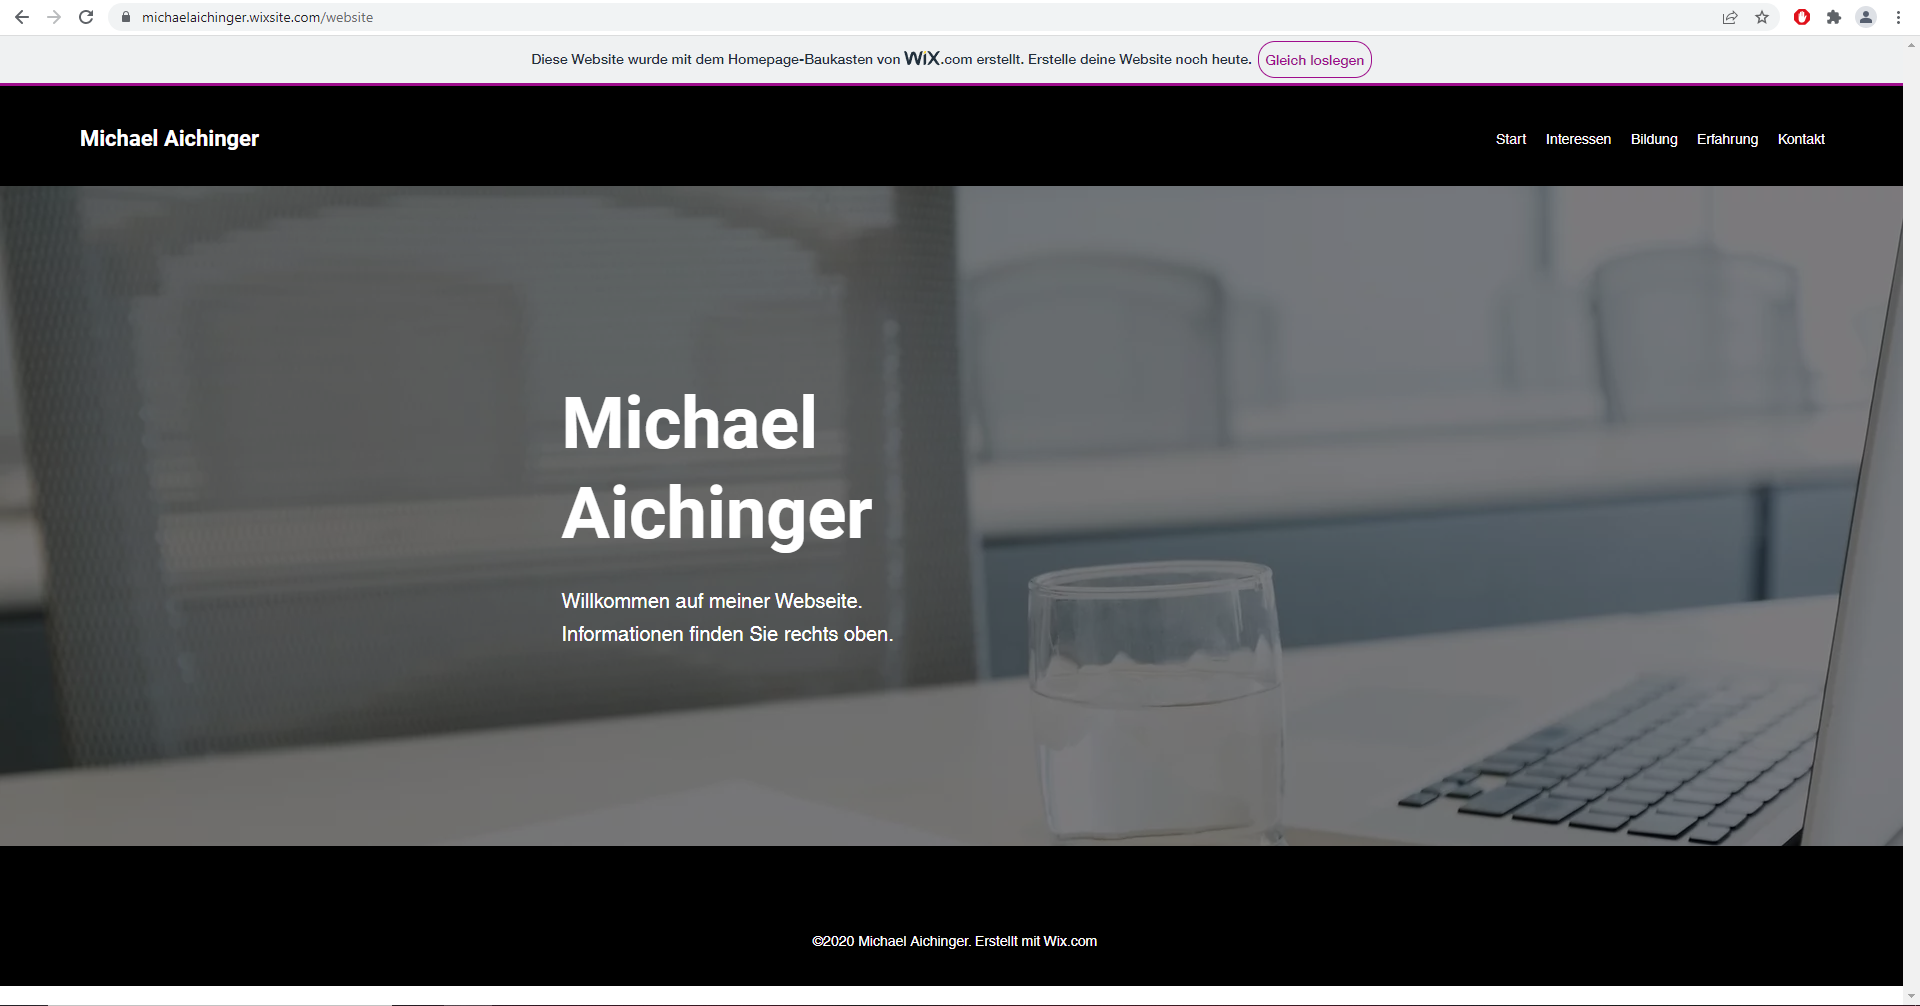 michaelaichinger.wixsite.com/website
Diese Website wurde mit dem Homepage-Baukasten von WiX.com erstellt. Erstelle deine Website noch heute. Gleich loslegen
Michael Aichinger
Start Interessen Bildung Erfahrung Kontakt
Michael
Aichinger
Willkommen auf meiner Webseite.
Informationen finden Sie rechts oben.
©2020 Michael Aichinger. Erstellt mit Wix.com